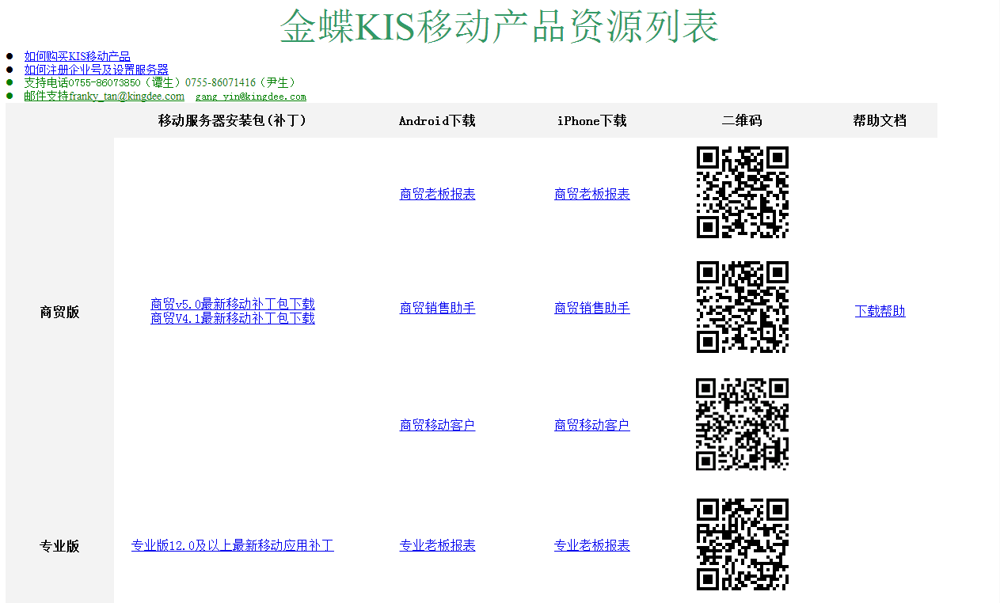 金蝶KIS移动产品资源列表
如何购买KIS移动产品
如何注册企业号及设置服务器
支持电话0755-86073850（谭生）0755-86071416（尹生）
邮件支持franky_tan@kingdee.com gang_yin@kingdee.com
移动服务器安装包(补丁) Android下载 iPhone下载 二维码 帮助文档
商贸老板报表 商贸老板报表
商贸版
商贸v5.0最新移动补丁包下载
商贸V4.1最新移动补丁包下载
商贸销售助手 商贸销售助手
下载帮助
商贸移动客户 商贸移动客户
专业版 专业版12.0及以上最新移动应用补丁 专业老板报表 专业老板报表